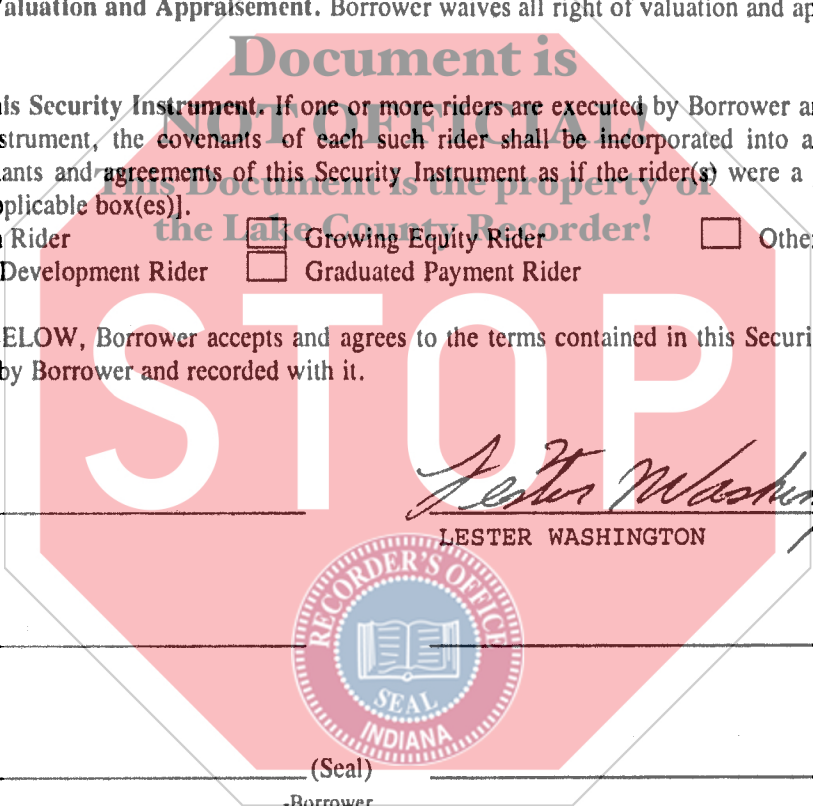 Valuation and Appraisement. Borrower waives all right of valuation and ap
Document is
his Security Instrument. If one or more riders are executed by Borrower an
NOT OFFICIAL!
strument, the covenants of each such rider shall be incorporated into a
ants and agreements of this Security Instrument as if the rider(s) were a
This Document is the property of
pplicable box(es)].
the Lake County Recorder!
Rider Growing Equity Rider Othe
Development Rider Graduated Payment Rider
STOP
ELOW, Borrower accepts and agrees to the terms contained in this Securi
by Borrower and recorded with it.
Lester Washin
LESTER WASHINGTON
RECORDER'S OFFICE
SEAL
INDIANA
(Seal)
-Borrower